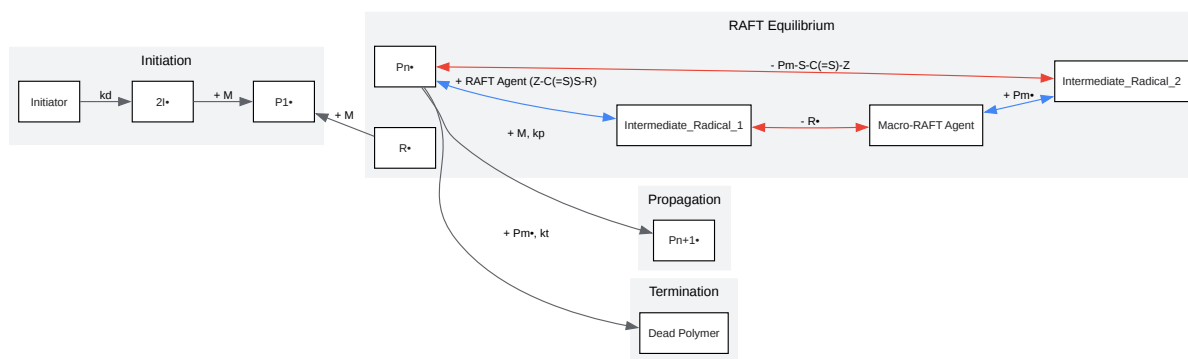 RAFT Equilibrium
Initiation
Pn•
- Pm-S-C(=S)-Z
Intermediate_Radical_2
+ RAFT Agent (Z-C(=S)S-R)
+ Pm•
Initiator
kd
2I•
+ M
P1•
+ M
Intermediate_Radical_1
- R•
Macro-RAFT Agent
+ M, kp
R•
Propagation
+ Pm•, kt
Pn+1•
Termination
Dead Polymer